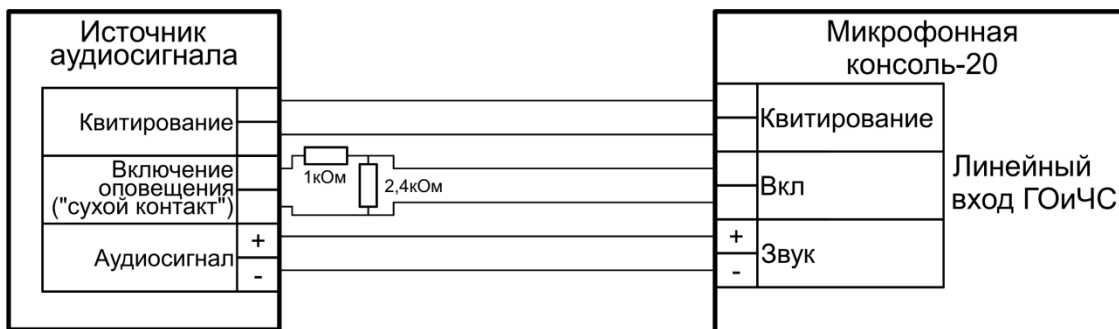 Источник
аудиосигнала
Квитирование
Включение
оповещения
("сухой контакт")
Аудиосигнал
+
-
1кОм
2,4кОм
Микрофонная
консоль-20
Квитирование
Вкл
+
-
Звук
Линейный
вход ГОиЧС